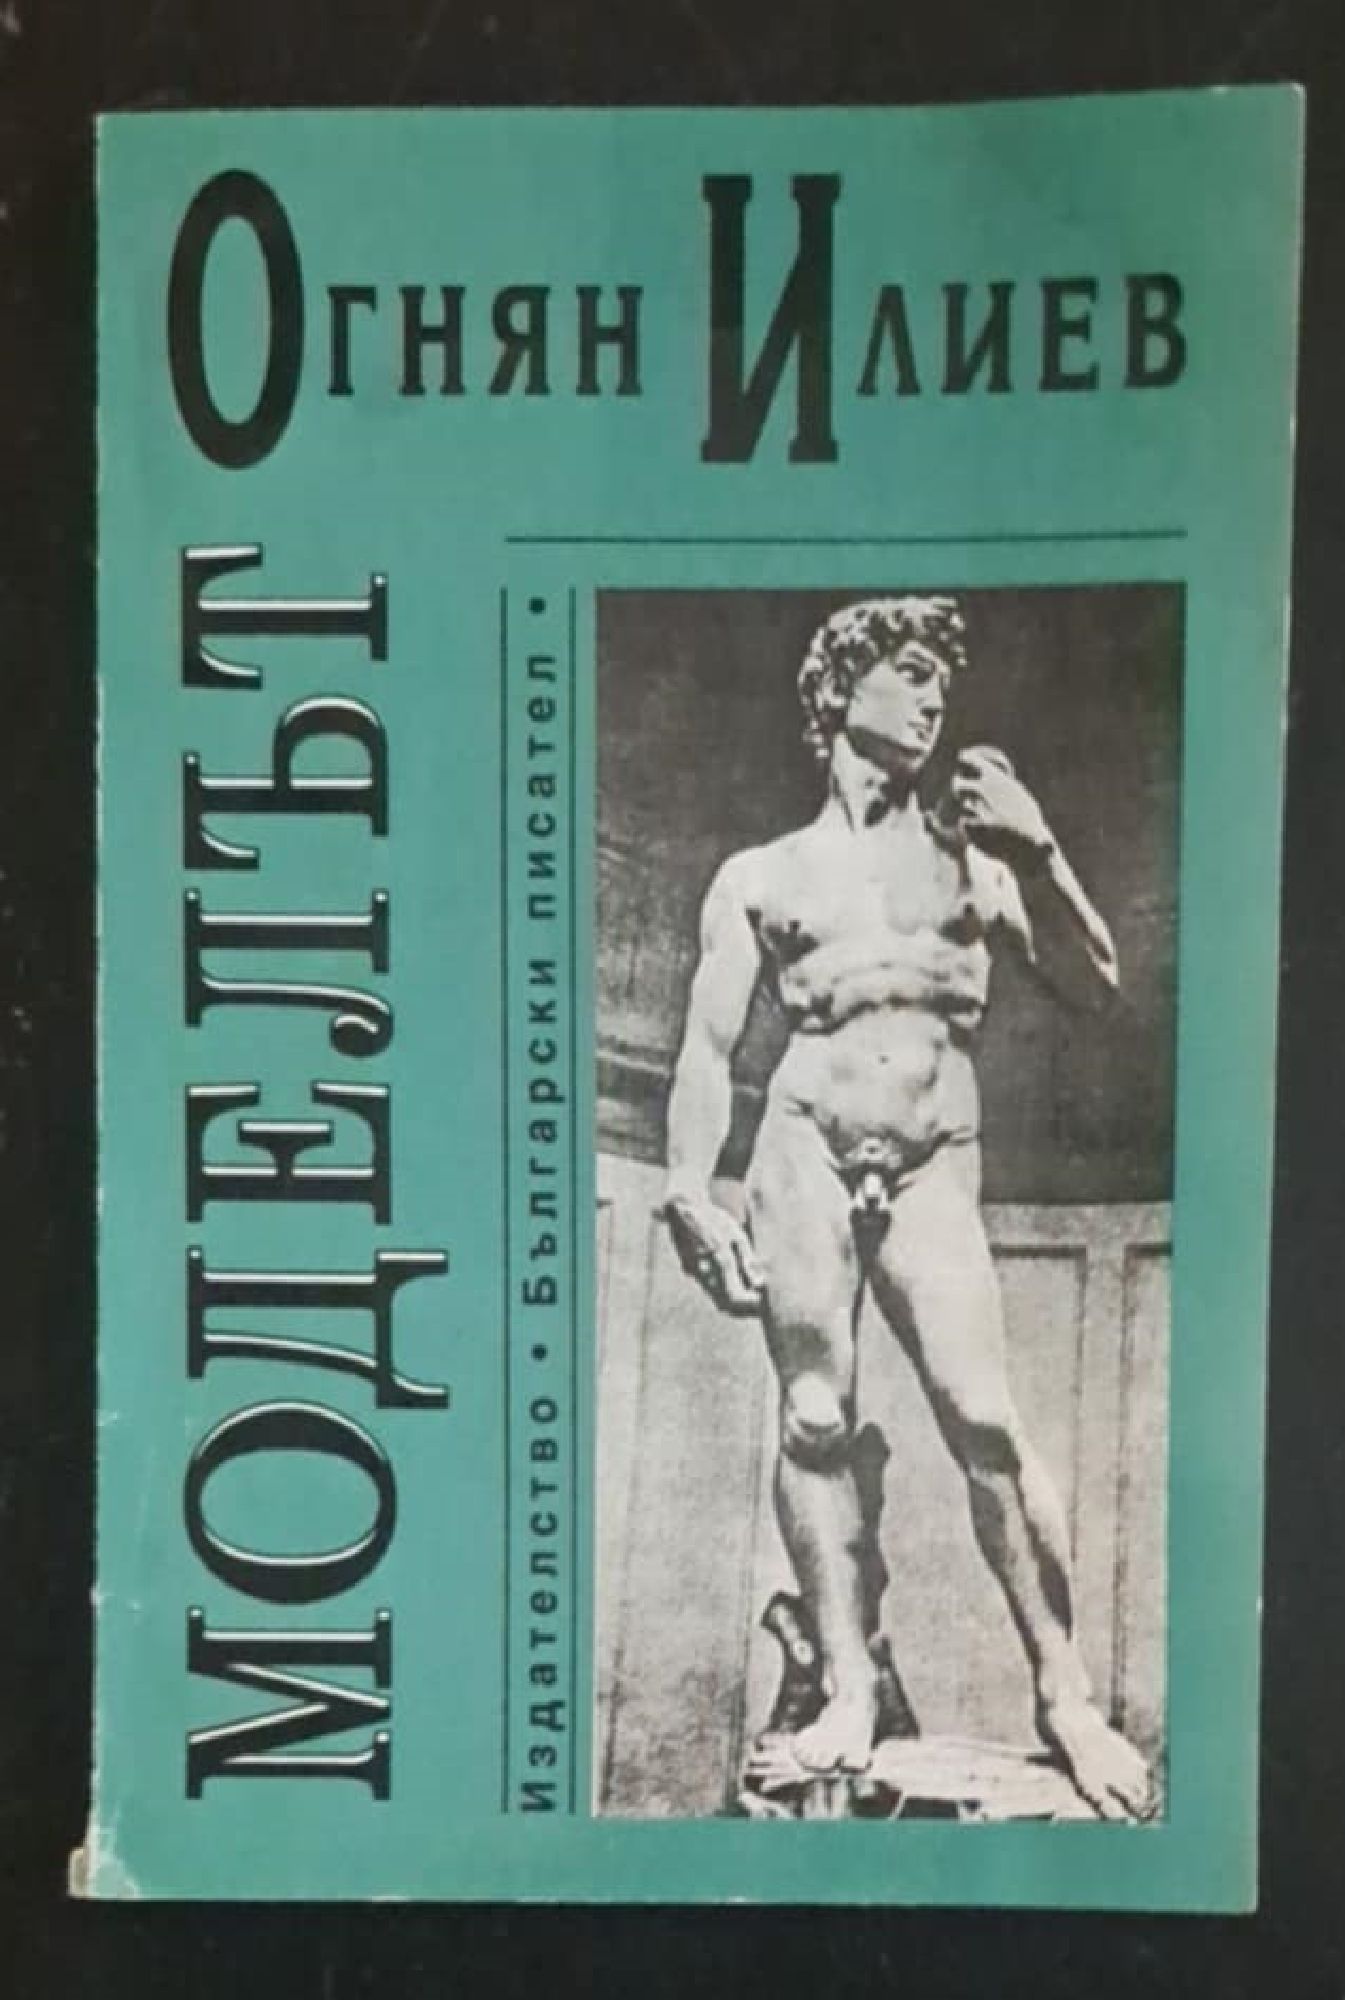 Огнян Илиев
МОДЕЛЪТ
Издателство • Български писател •